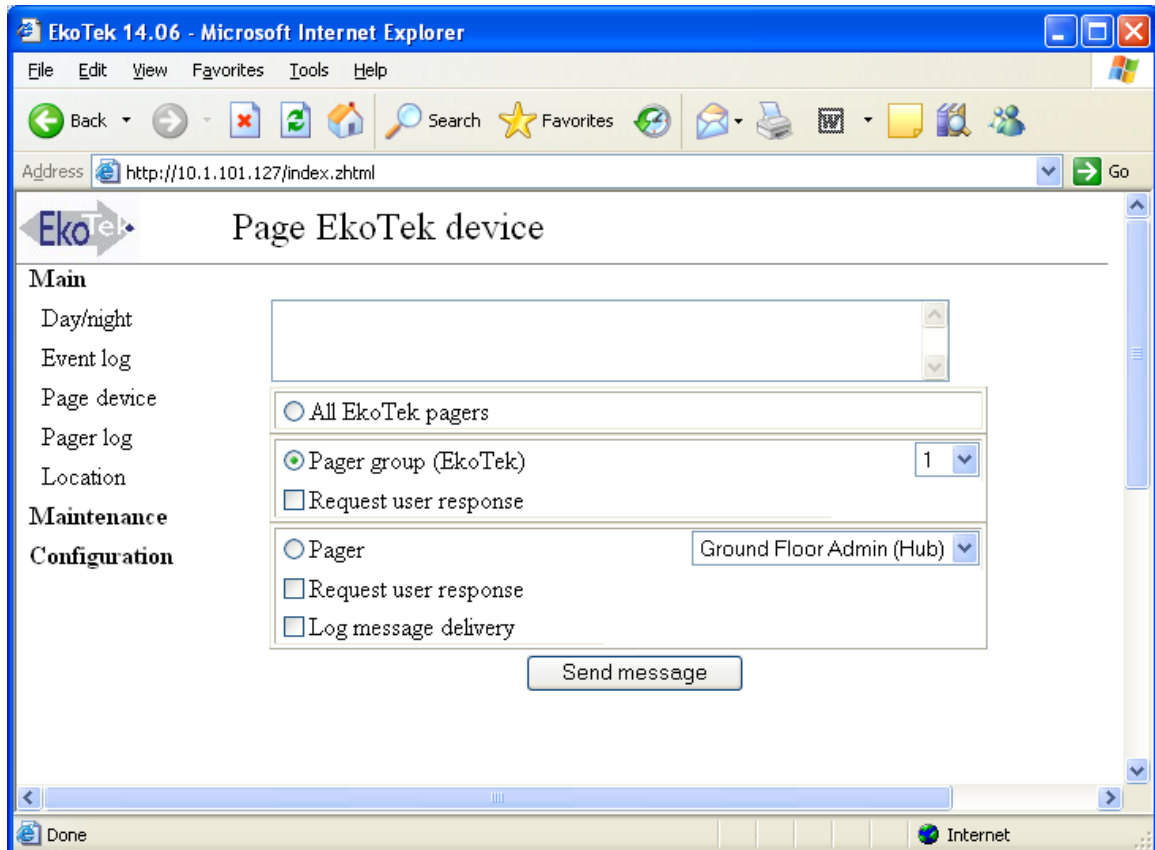 EkoTek 14.06 - Microsoft Internet Explorer
File Edit View Favorites Tools Help
Back Search Favorites
Address http://10.1.101.127/index.zhtml Go
EkoTek Page EkoTek device
Main
Day/night
Event log
Page device
Pager log
Location
Maintenance
Configuration
All EkoTek pagers
Pager group (EkoTek) 1
Request user response
Pager Ground Floor Admin (Hub)
Request user response
Log message delivery
Send message
Done Internet